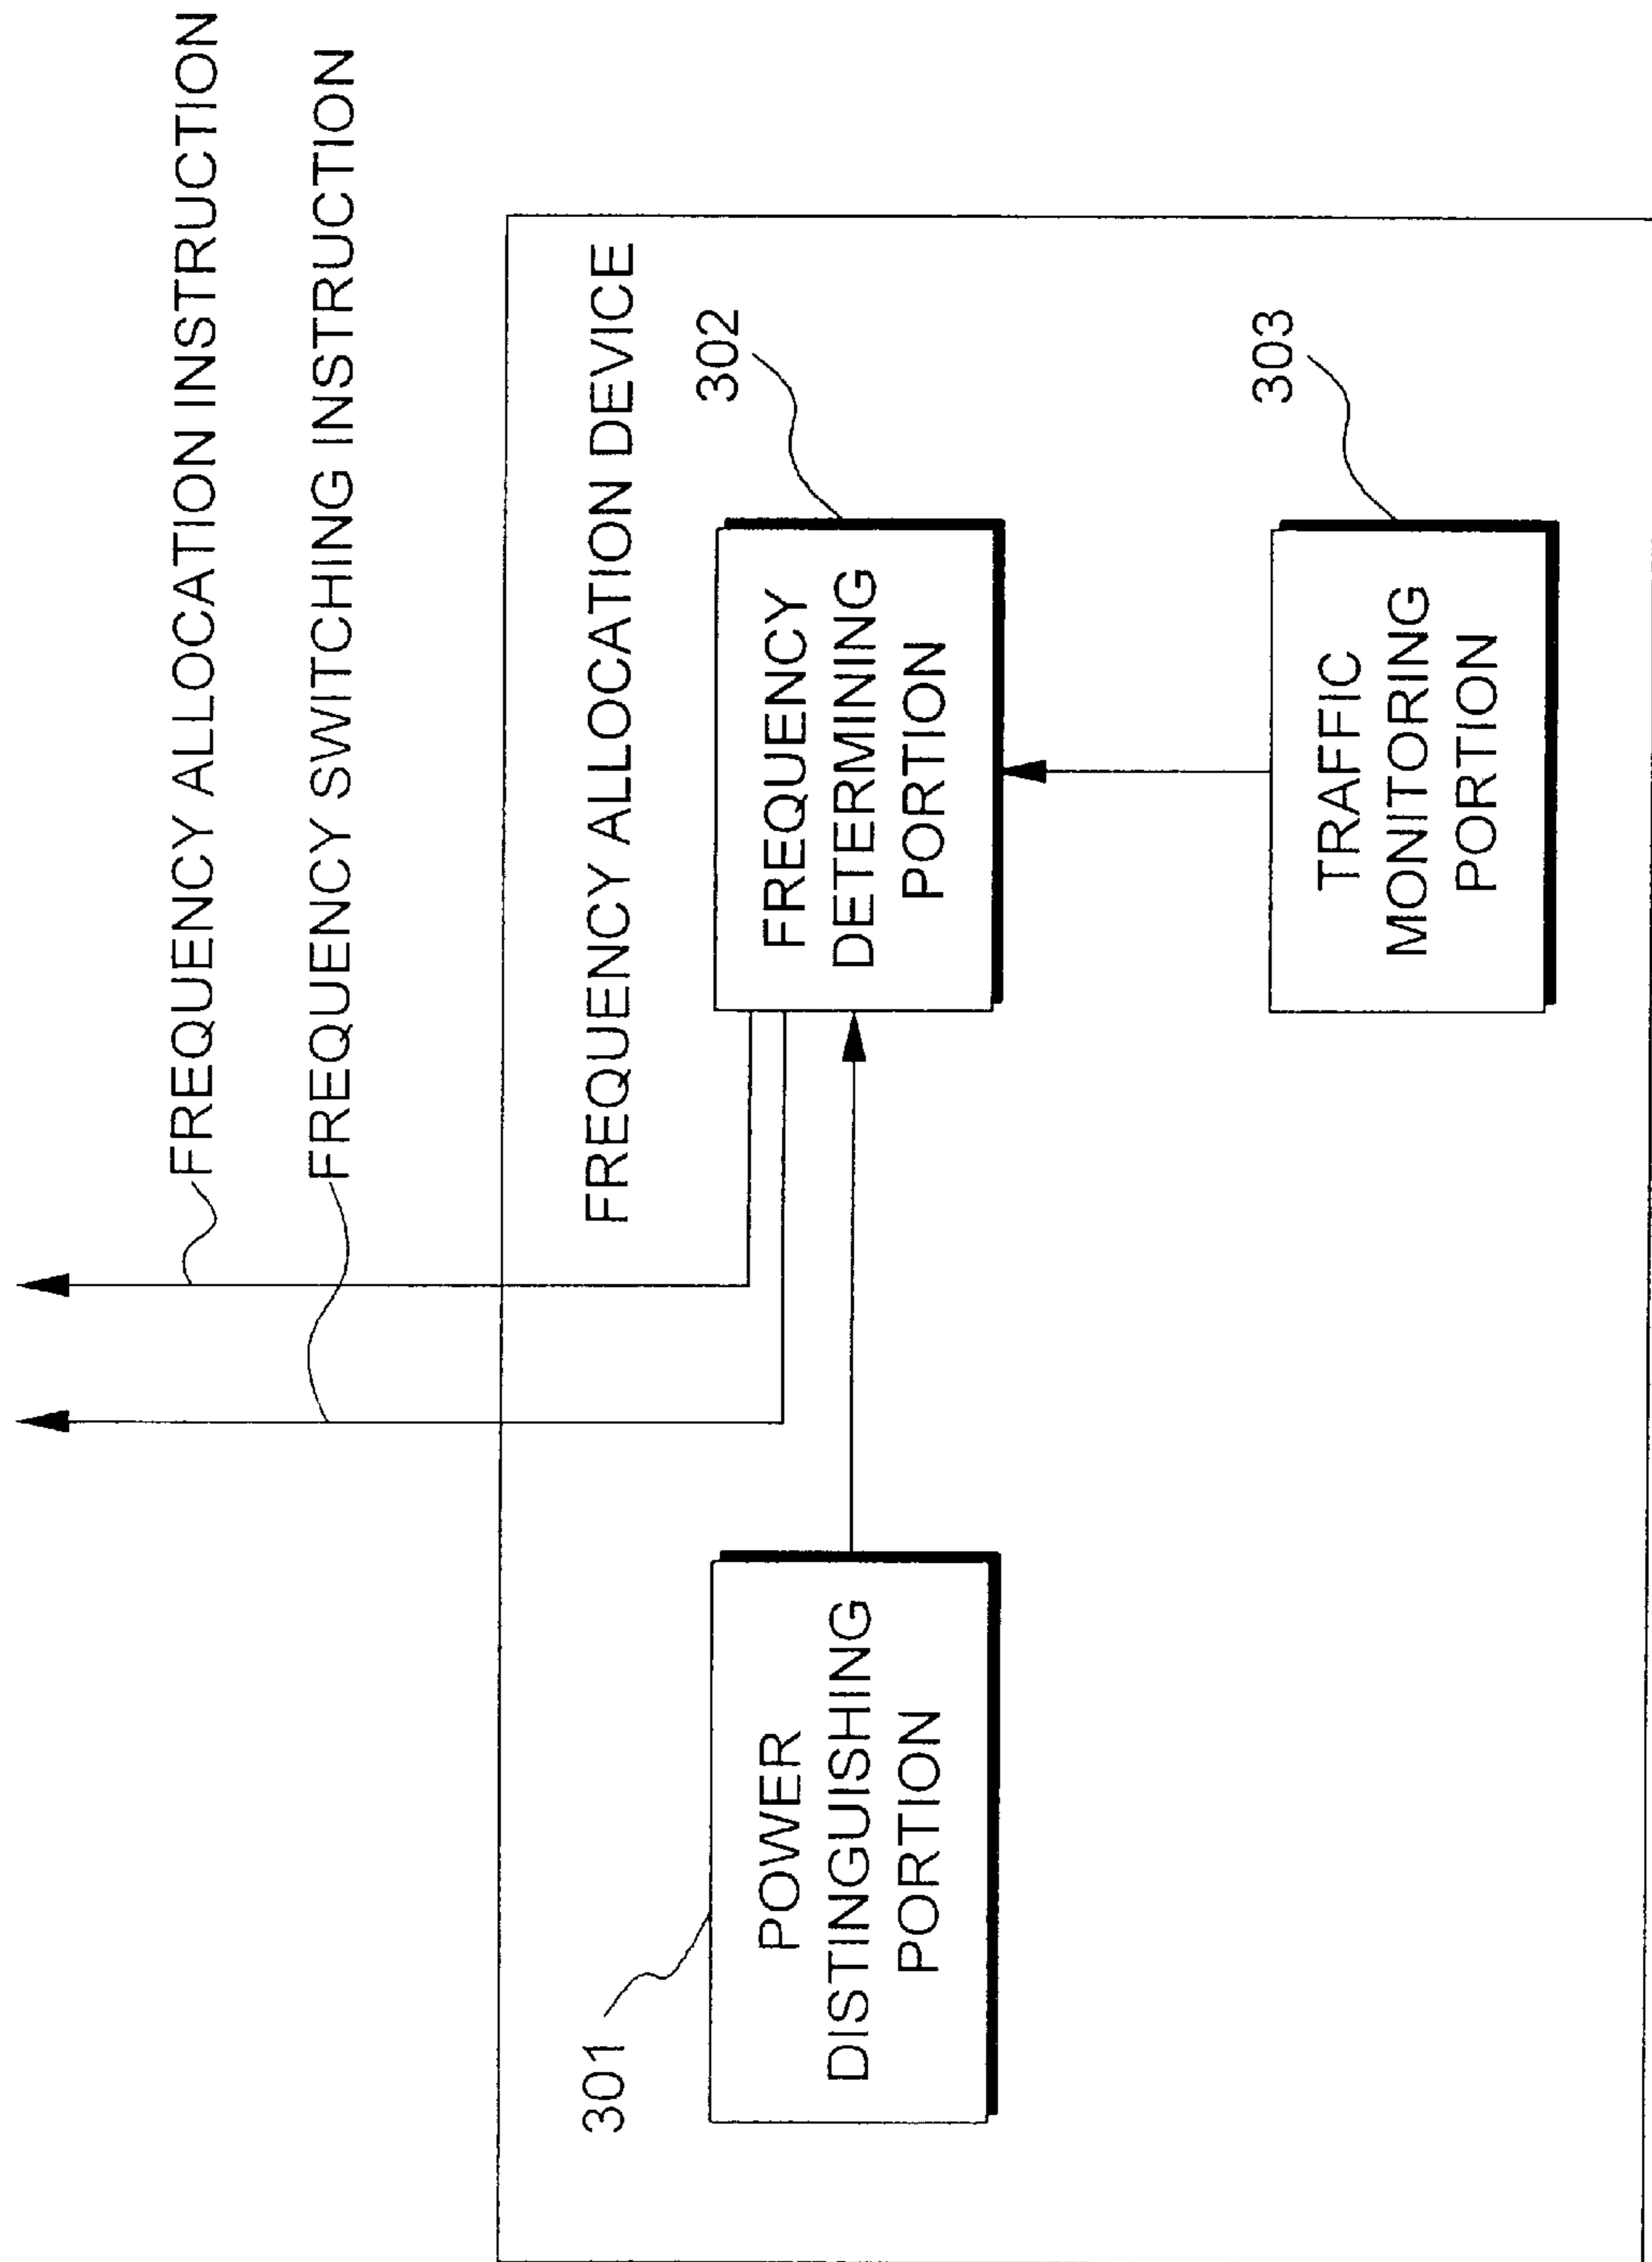 FREQUENCY ALLOCATION INSTRUCTION
FREQUENCY SWITCHING INSTRUCTION
FREQUENCY ALLOCATION DEVICE
301
POWER
DISTINGUISHING
PORTION
302
FREQUENCY
DETERMINING
PORTION
303
TRAFFIC
MONITORING
PORTION